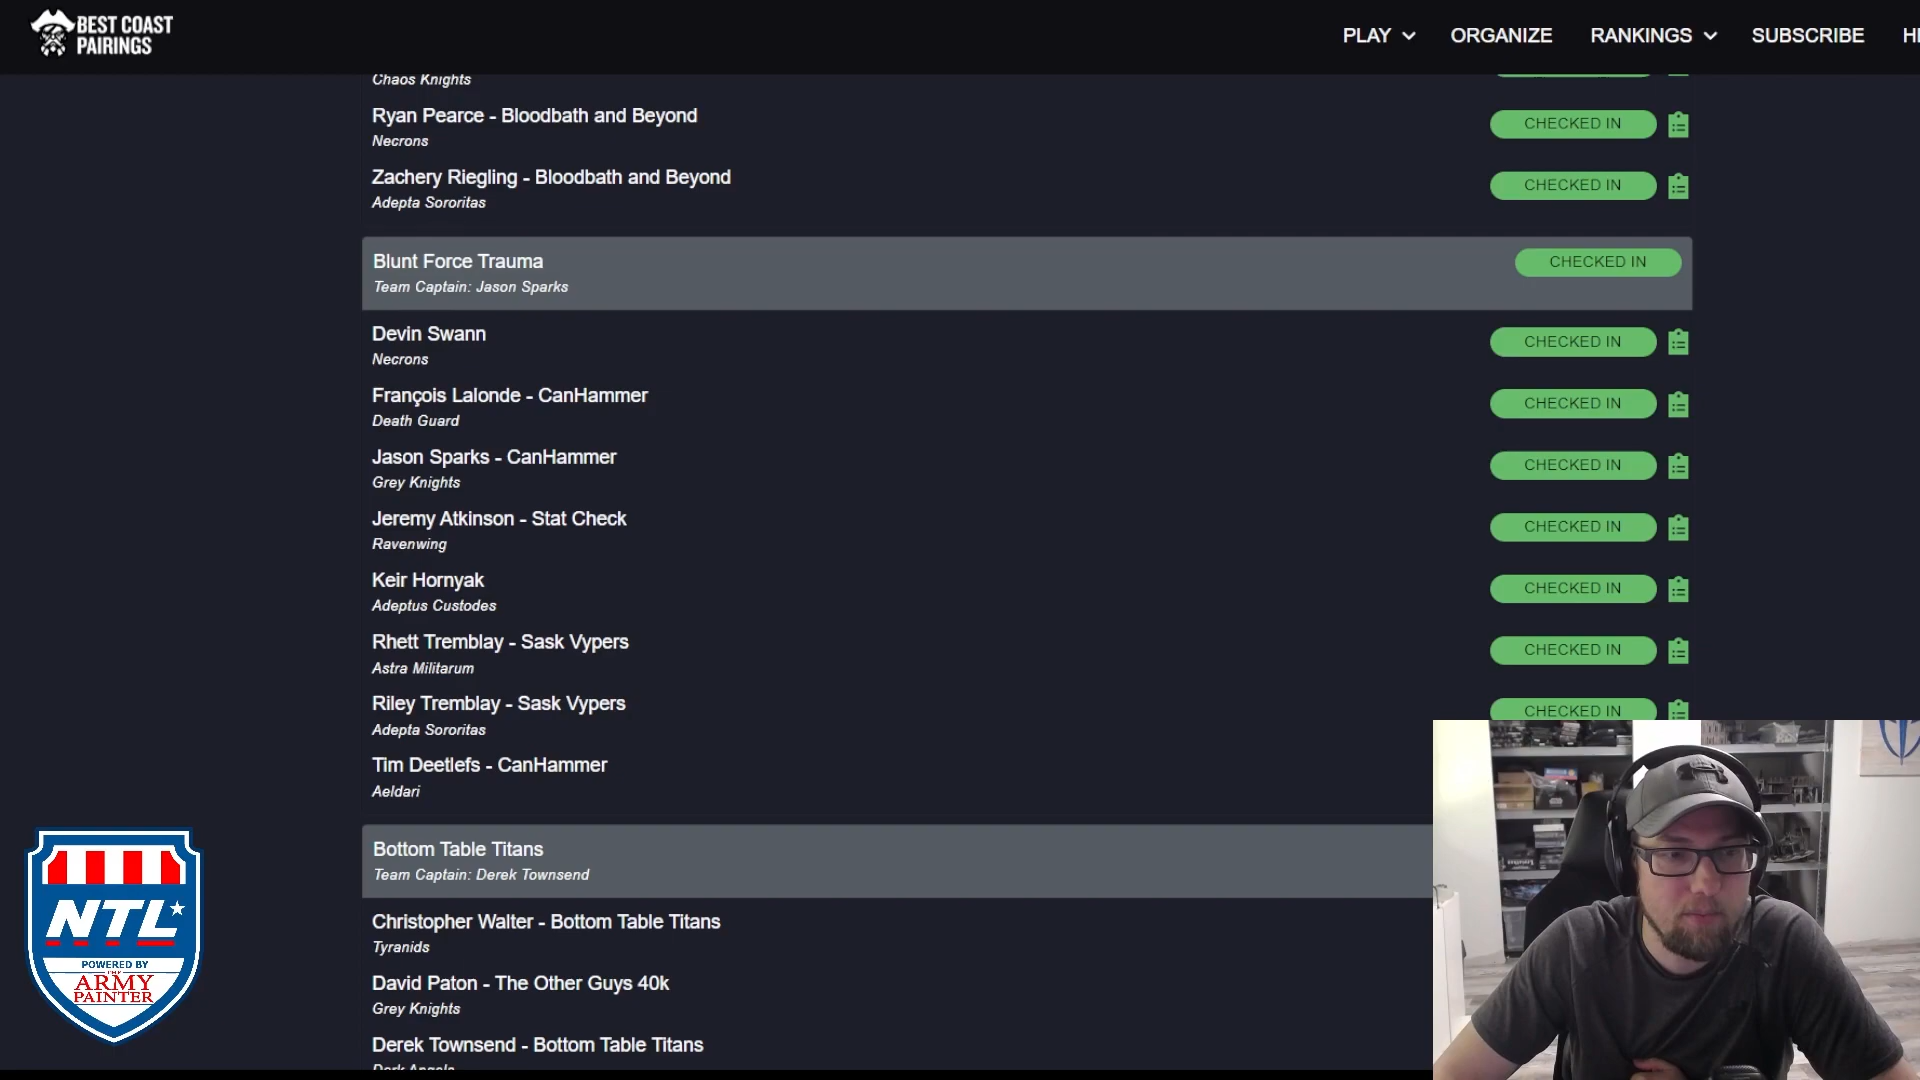 BEST COAST
PAIRINGS
PLAY
ORGANIZE
RANKINGS
SUBSCRIBE
Chaos Knights
Ryan Pearce - Bloodbath and Beyond
CHECKED IN
Necrons
Zachery Riegling - Bloodbath and Beyond
CHECKED IN
Adepta Sororitas
Blunt Force Trauma
CHECKED IN
Team Captain: Jason Sparks
Devin Swann
CHECKED IN
Necrons
François Lalonde - CanHammer
CHECKED IN
Death Guard
Jason Sparks - CanHammer
CHECKED IN
Grey Knights
Jeremy Atkinson - Stat Check
CHECKED IN
Ravenwing
Keir Hornyak
CHECKED IN
Adeptus Custodes
Rhett Tremblay - Sask Vypers
CHECKED IN
Astra Militarum
Riley Tremblay - Sask Vypers
CHECKED IN
Adepta Sororitas
Tim Deetlefs - CanHammer
Aeldari
Bottom Table Titans
Team Captain: Derek Townsend
Christopher Walter - Bottom Table Titans
Tyranids
David Paton - The Other Guys 40k
Grey Knights
Derek Townsend - Bottom Table Titans
Dark Angels
NTL
POWERED BY
THE
ARMY
PAINTER